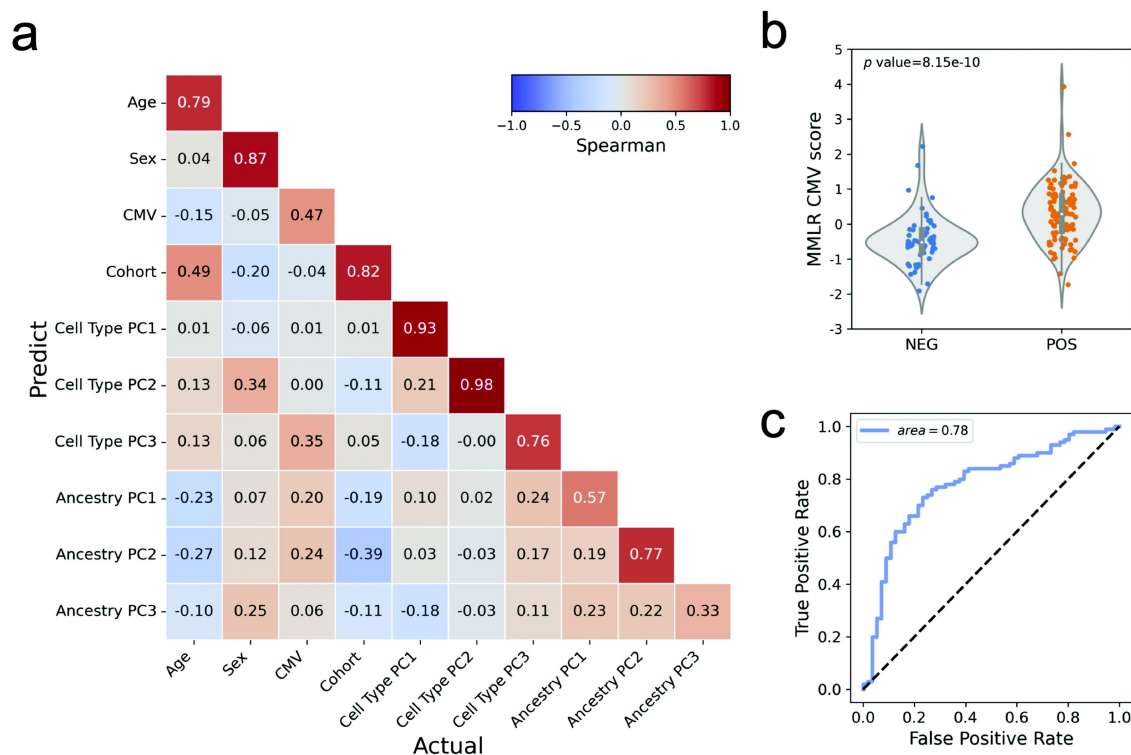 a
Age
0.79
Sex
0.04 0.87
CMV
-0.15 -0.05 0.47
Cohort
0.49 -0.20 -0.04 0.82
Cell Type PC1
0.01 -0.06 0.01 0.01 0.93
Cell Type PC2
0.13 0.34 0.00 -0.11 0.21 0.98
Cell Type PC3
0.13 0.06 0.35 0.05 -0.18 -0.00 0.76
Ancestry PC1
-0.23 0.07 0.20 -0.19 0.10 0.02 0.24 0.57
Ancestry PC2
-0.27 0.12 0.24 -0.39 0.03 -0.03 0.17 0.19 0.77
Ancestry PC3
-0.10 0.25 0.06 -0.11 -0.18 -0.03 0.11 0.23 0.22 0.33
Predict
Age Sex CMV Cohort Cell Type PC1 Cell Type PC2 Cell Type PC3 Ancestry PC1 Ancestry PC2 Ancestry PC3
Actual
−1.0 −0.5 0.0 0.5 1.0
Spearman
b
p value=8.15e-10
MMLR CMV score
5
4
3
2
1
0
-1
-2
-3
NEG POS
c
area = 0.78
True Positive Rate
1.0
0.8
0.6
0.4
0.2
0.0
0.0 0.2 0.4 0.6 0.8 1.0
False Positive Rate